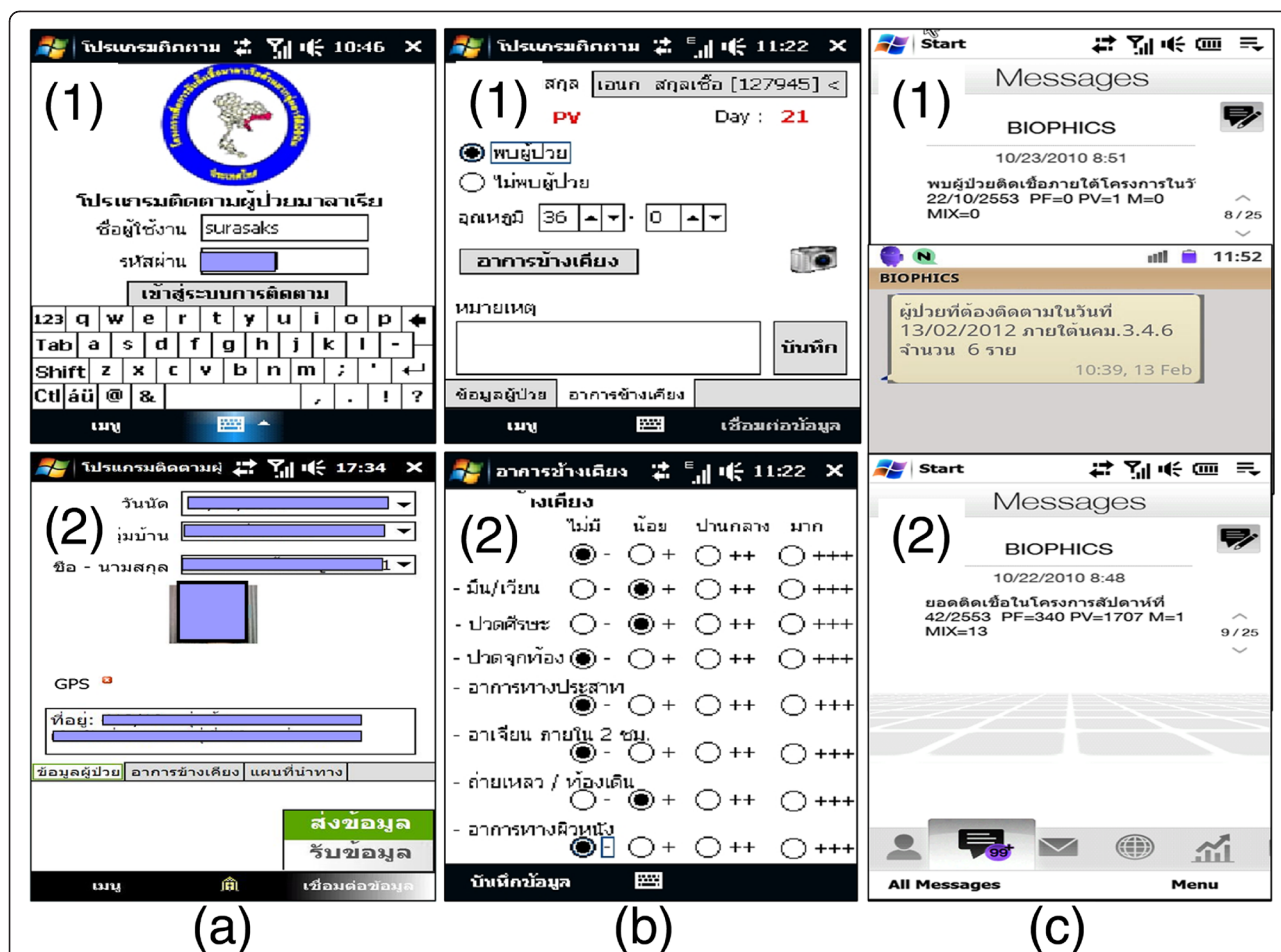 โปรแกรมติดตาม 10:46 ×
(1)
ประเทศไทย
โปรแกรมติดตามผู้ป่วยมาลาเรีย
ชื่อผู้ใช้งาน surasaks
รหัสผ่าน
เข้าสู่ระบบการติดตาม
123 q w e r t y u i o p
Tab a s d f g h j k l -
Shift z x c v b n m ; '
Ctl áü @ & , . ! ?
เมนู
โปรแกรมติดตามผู้ 17:34 ×
(2)
วันนัด
ุ่มบ้าน
ชื่อ - นามสกุล 1
GPS
ที่อยู่:
ข้อมูลผู้ป่วย อาการข้างเคียง แผนที่นำทาง
ส่งข้อมูล
รับข้อมูล
เมนู เชื่อมต่อข้อมูล
(a)
โปรแกรมติดตาม E 11:22 ×
(1)
สกุล เอนก สกุลเชื้อ [127945] <
PV Day : 21
พบผู้ป่วย
ไม่พบผู้ป่วย
อุณหภูมิ 36 . 0
อาการข้างเคียง
หมายเหตุ
บันทึก
ข้อมูลผู้ป่วย อาการข้างเคียง
เมนู เชื่อมต่อข้อมูล
อาการข้างเคียง E 11:22 ×
(2)
างเคียง
ไม่มี น้อย ปานกลาง มาก
- + ++ +++
- มึน/เวียน - + ++ +++
- ปวดศีรษะ - + ++ +++
- ปวดจุกท้อง - + ++ +++
- อาการทางประสาท
- + ++ +++
- อาเจียน ภายใน 2 ชม.
- + ++ +++
- ถ่ายเหลว / ท้องเดิน
- + ++ +++
- อาการทางผิวหนัง
- + ++ +++
บันทึกข้อมูล
(b)
Start
Messages
(1)
BIOPHICS
10/23/2010 8:51
พบผู้ป่วยติดเชื้อภายใต้โครงการในวั
22/10/2553 PF=0 PV=1 M=0
MIX=0
8/25
N 11:52
BIOPHICS
ผู้ป่วยที่ต้องติดตามในวันที่
13/02/2012 ภายใต้นคม.3.4.6
จำนวน 6 ราย
10:39, 13 Feb
Start
Messages
(2)
BIOPHICS
10/22/2010 8:48
ยอดติดเชื้อในโครงการสัปดาห์ที่
42/2553 PF=340 PV=1707 M=1
MIX=13
9/25
99+
All Messages Menu
(c)